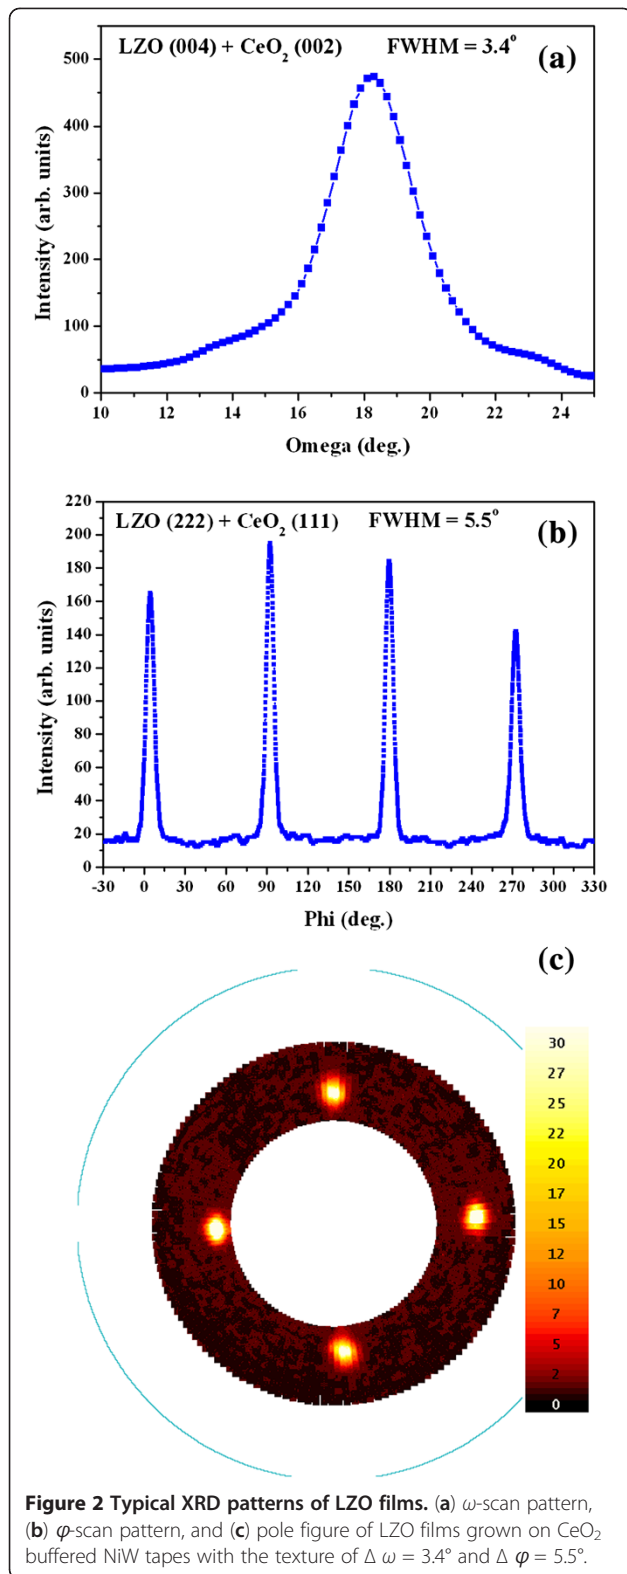 LZO (004) + CeO₂ (002) FWHM = 3.4° (a)
500
400
300
200
100
0
Intensity (arb. units)
10 12 14 16 18 20 22 24
Omega (deg.)
LZO (222) + CeO₂ (111) FWHM = 5.5° (b)
220
200
180
160
140
120
100
80
60
40
20
0
Intensity (arb. units)
-30 0 30 60 90 120 150 180 210 240 270 300 330
Phi (deg.)
(c)
30
27
25
22
20
17
15
12
10
7
5
2
0
Figure 2 Typical XRD patterns of LZO films. (a) ω-scan pattern,
(b) φ-scan pattern, and (c) pole figure of LZO films grown on CeO₂
buffered NiW tapes with the texture of Δ ω = 3.4° and Δ φ = 5.5°.